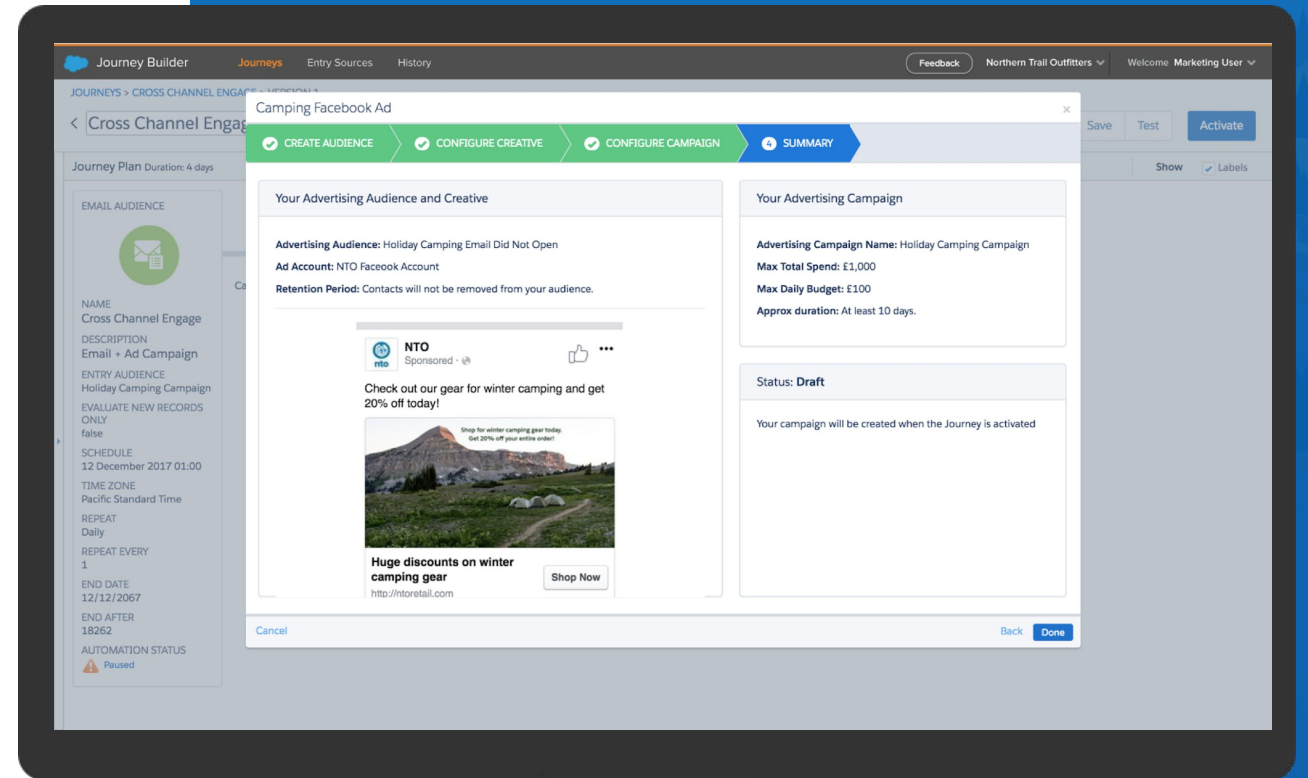 Journey Builder
Journeys
Entry Sources
History
Feedback
Northern Trail Outfitters
Welcome Marketing User
JOURNEYS > CROSS CHANNEL ENGAGE > VERSION 1
Cross Channel Engag
Save
Test
Activate
Journey Plan Duration: 4 days
Show
Labels
EMAIL AUDIENCE
NAME
Cross Channel Engage
DESCRIPTION
Email + Ad Campaign
ENTRY AUDIENCE
Holiday Camping Campaign
EVALUATE NEW RECORDS
ONLY
false
SCHEDULE
12 December 2017 01:00
TIME ZONE
Pacific Standard Time
REPEAT
Daily
REPEAT EVERY
1
END DATE
12/12/2067
END AFTER
18262
AUTOMATION STATUS
Paused
Ca
Camping Facebook Ad
×
CREATE AUDIENCE
CONFIGURE CREATIVE
CONFIGURE CAMPAIGN
4 SUMMARY
Your Advertising Audience and Creative
Advertising Audience: Holiday Camping Email Did Not Open
Ad Account: NTO Faceook Account
Retention Period: Contacts will not be removed from your audience.
nto
NTO
Sponsored ·
Check out our gear for winter camping and get
20% off today!
Shop for winter camping gear today.
Get 20% off your entire order!
Huge discounts on winter
camping gear
Shop Now
http://ntoretail.com
Your Advertising Campaign
Advertising Campaign Name: Holiday Camping Campaign
Max Total Spend: £1,000
Max Daily Budget: £100
Approx duration: At least 10 days.
Status: Draft
Your campaign will be created when the Journey is activated
Cancel
Back
Done